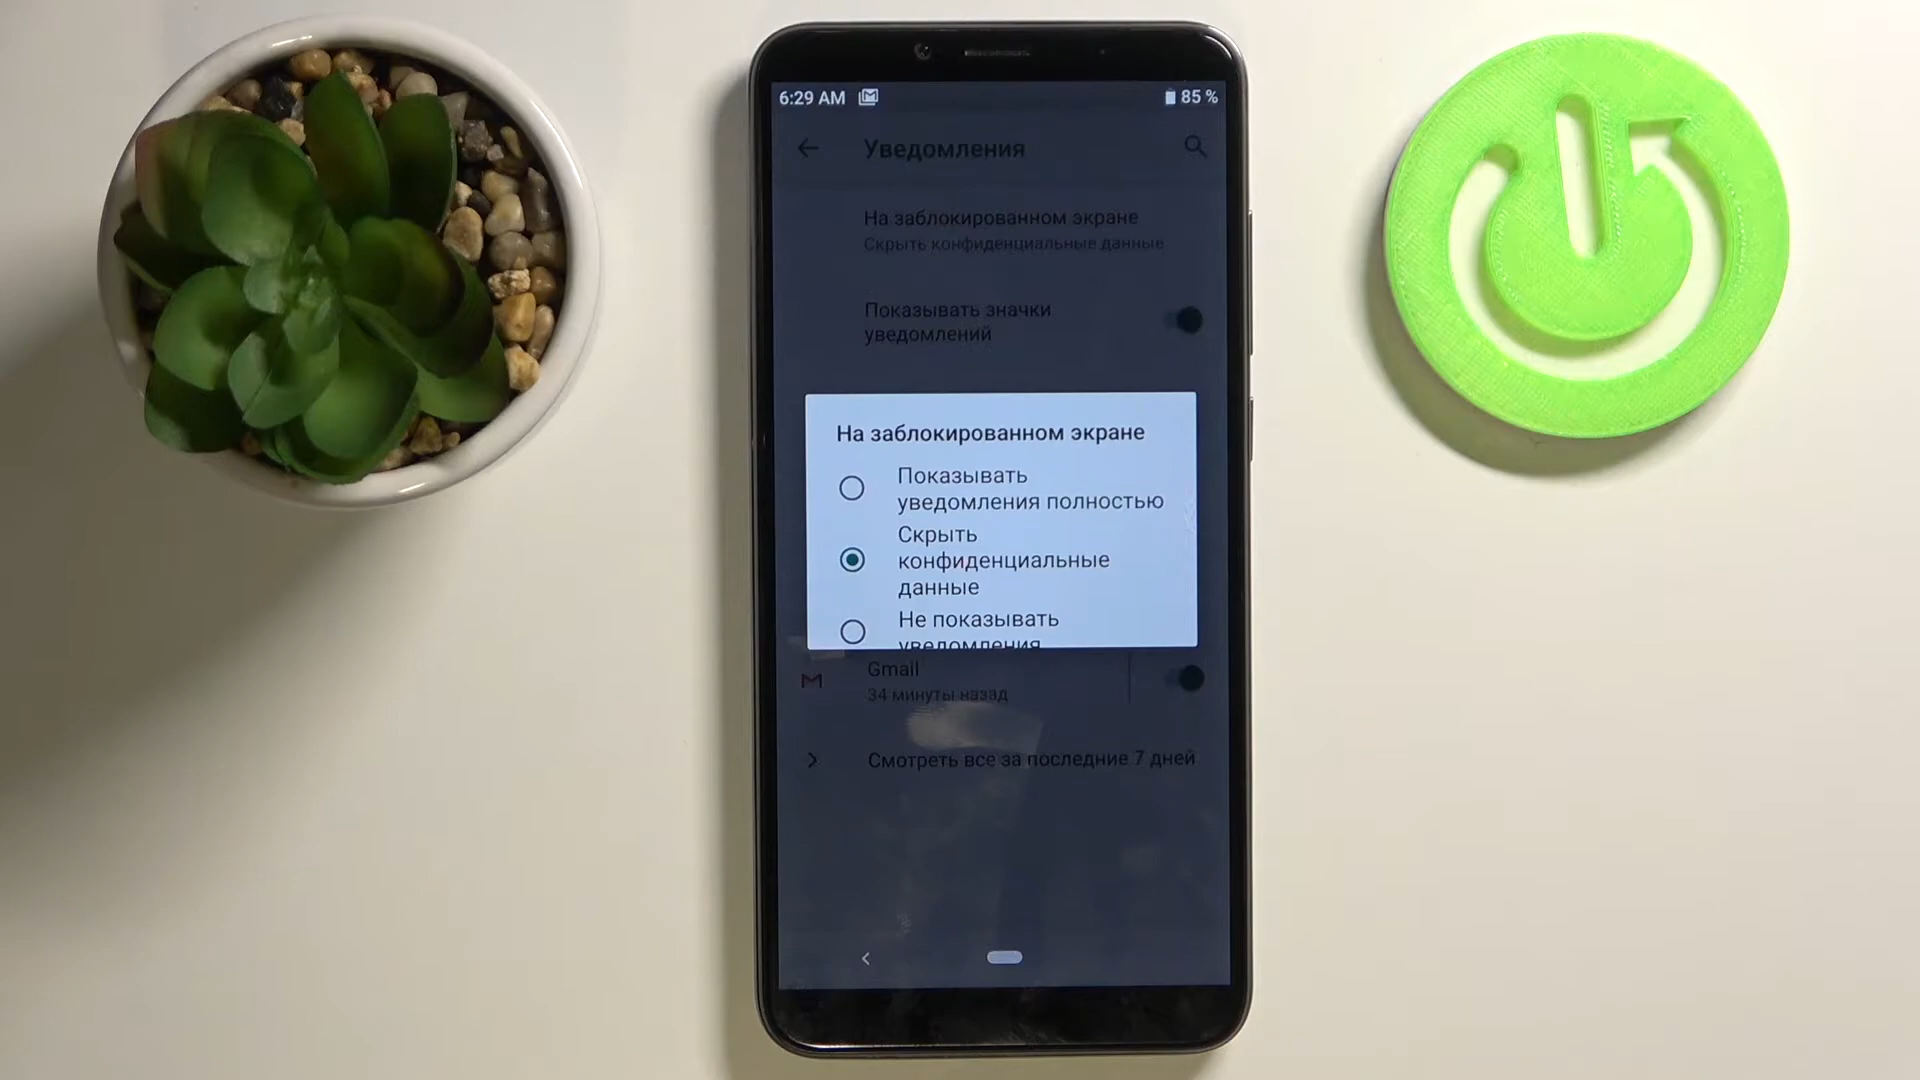 6:29 AM
85 %
Уведомления
На заблокированном экране
Скрыть конфиденциальные данные
Показывать значки
уведомлений
На заблокированном экране
Показывать
уведомления полностью
Скрыть
конфиденциальные
данные
Не показывать
уведомления
Gmail
34 минуты назад
Смотреть все за последние 7 дней